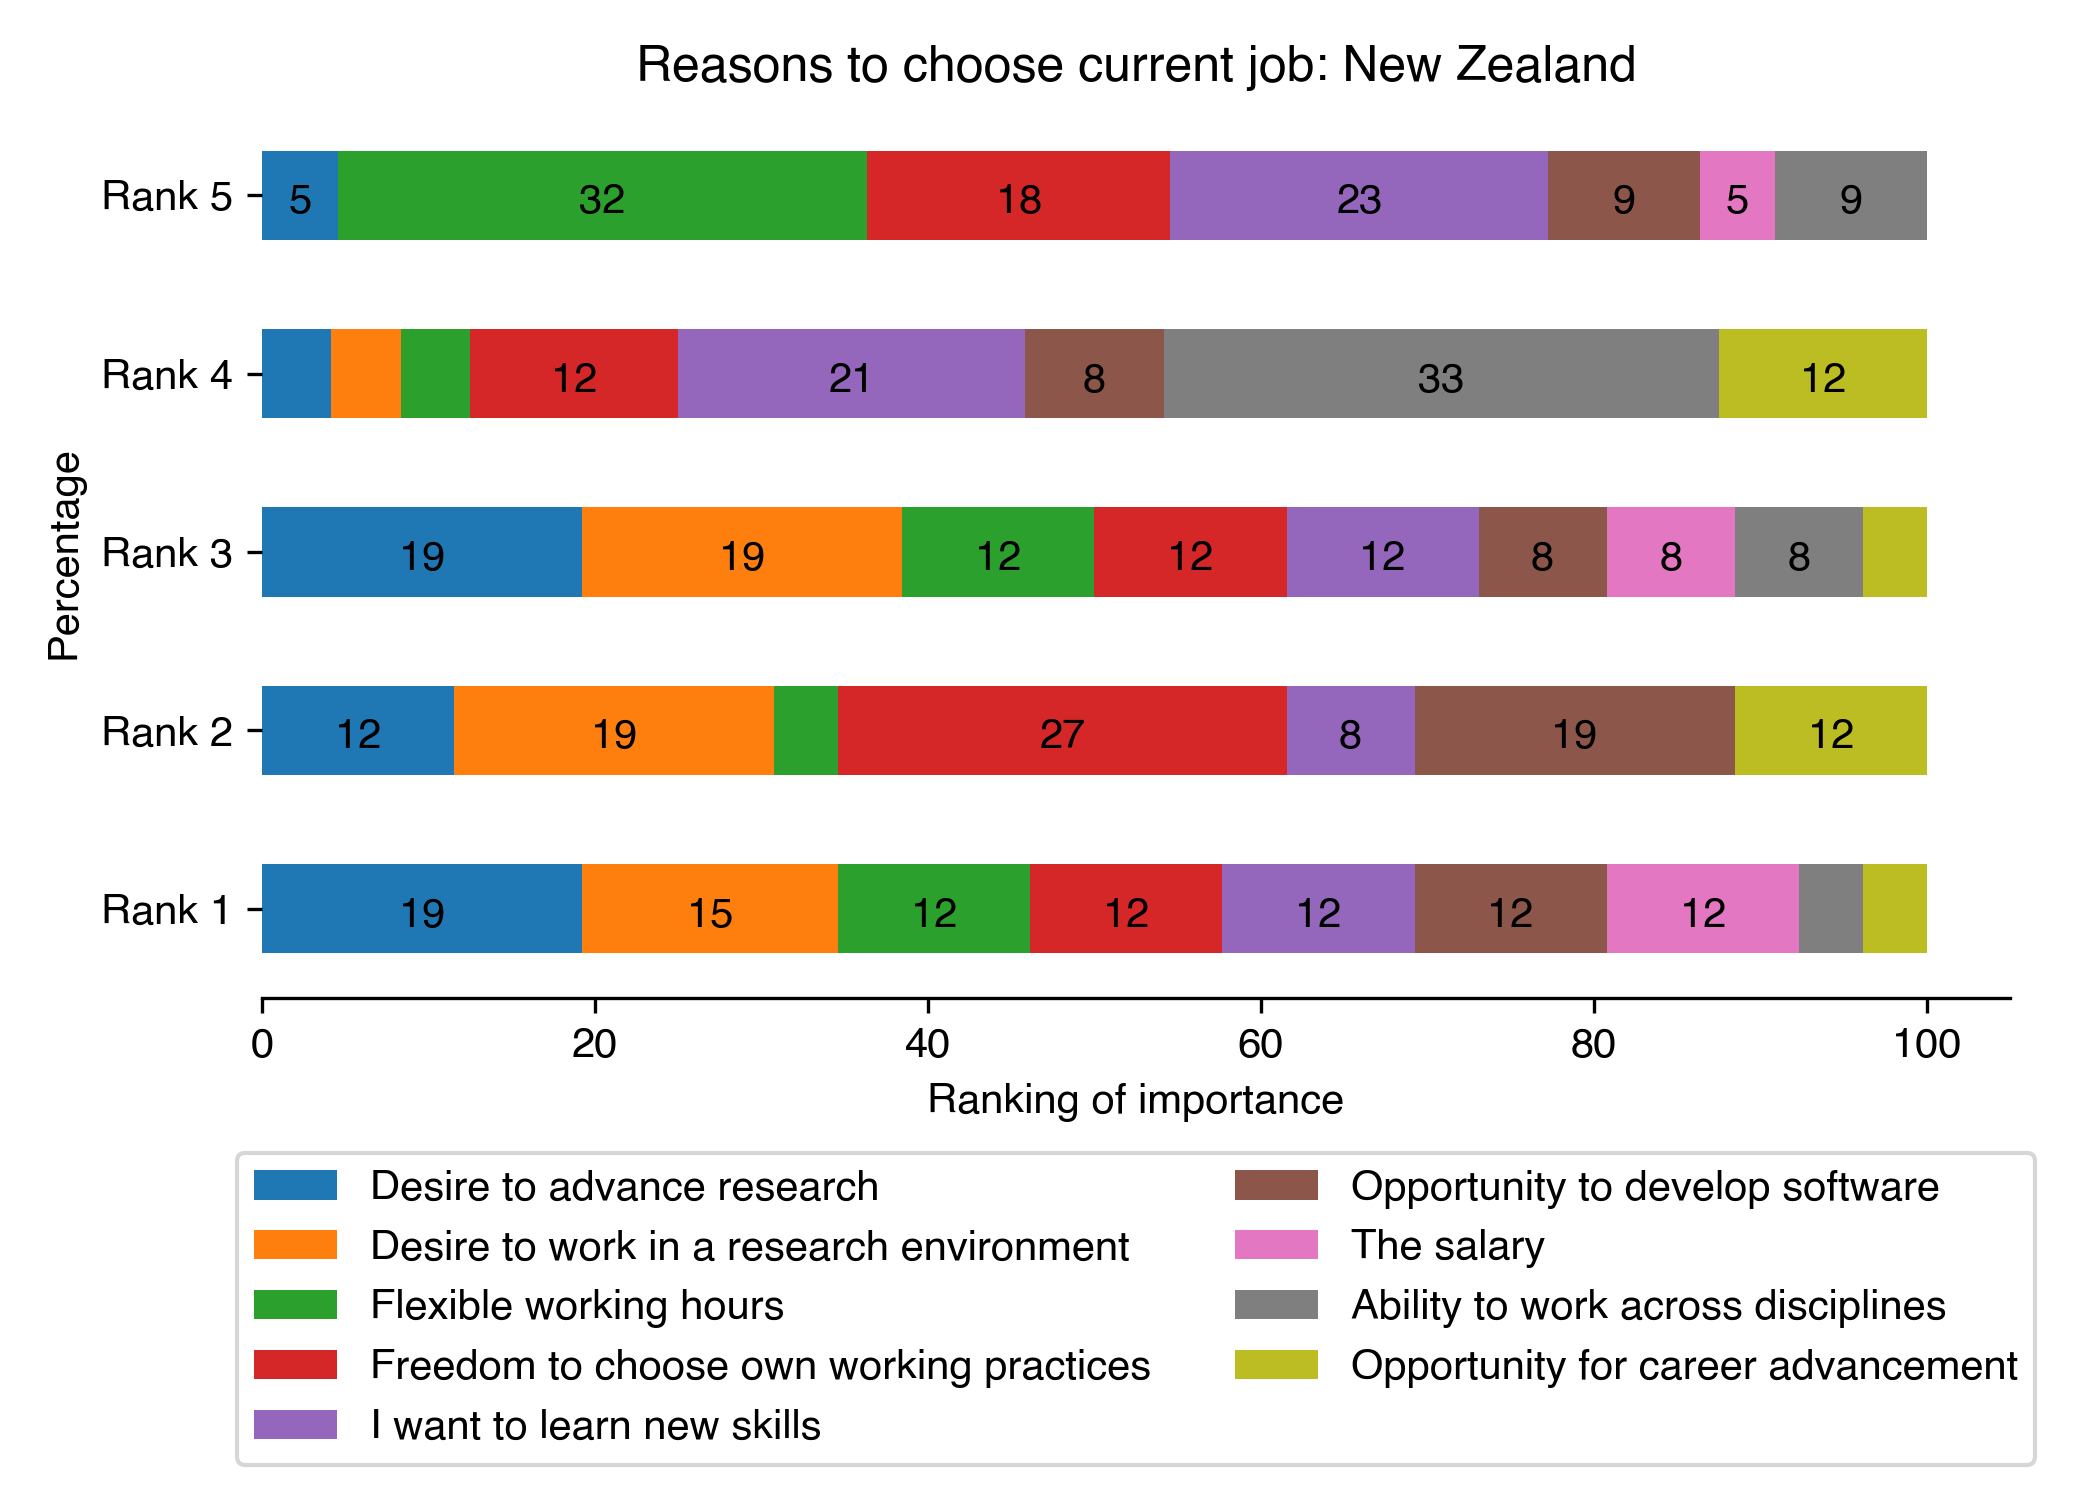 Reasons to choose current job: New Zealand
Rank 5 5 32 18 23 9 5 9
Rank 4 12 21 8 33 12
Rank 3 19 19 12 12 12 8 8 8
Rank 2 12 19 27 8 19 12
Rank 1 19 15 12 12 12 12 12
Percentage
0 20 40 60 80 100
Ranking of importance
Desire to advance research
Desire to work in a research environment
Flexible working hours
Freedom to choose own working practices
I want to learn new skills
Opportunity to develop software
The salary
Ability to work across disciplines
Opportunity for career advancement